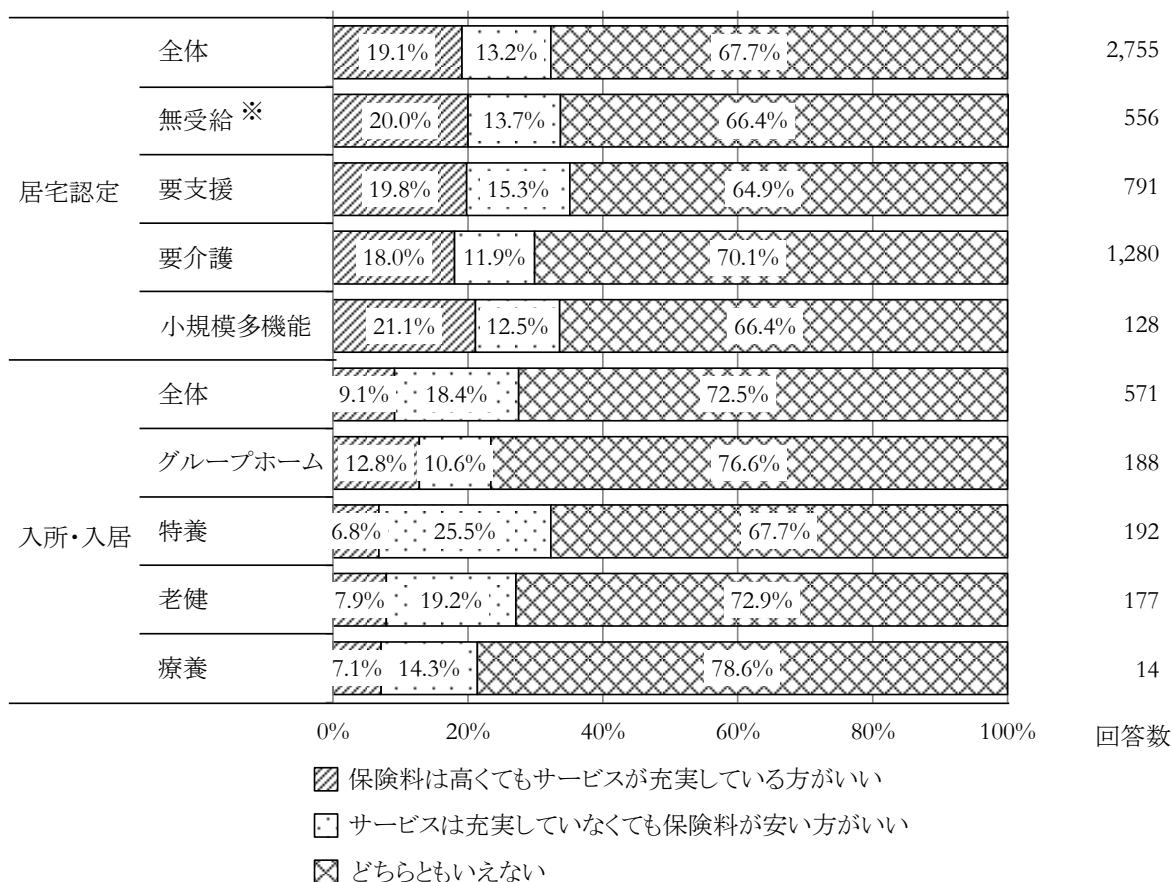 全体 19.1% 13.2% 67.7% 2,755
無受給※ 20.0% 13.7% 66.4% 556
居宅認定 要支援 19.8% 15.3% 64.9% 791
要介護 18.0% 11.9% 70.1% 1,280
小規模多機能 21.1% 12.5% 66.4% 128
全体 9.1% 18.4% 72.5% 571
グループホーム 12.8% 10.6% 76.6% 188
入所・入居 特養 6.8% 25.5% 67.7% 192
老健 7.9% 19.2% 72.9% 177
療養 7.1% 14.3% 78.6% 14
0% 20% 40% 60% 80% 100% 回答数
保険料は高くてもサービスが充実している方がいい
サービスは充実していなくても保険料が安い方がいい
どちらともいえない